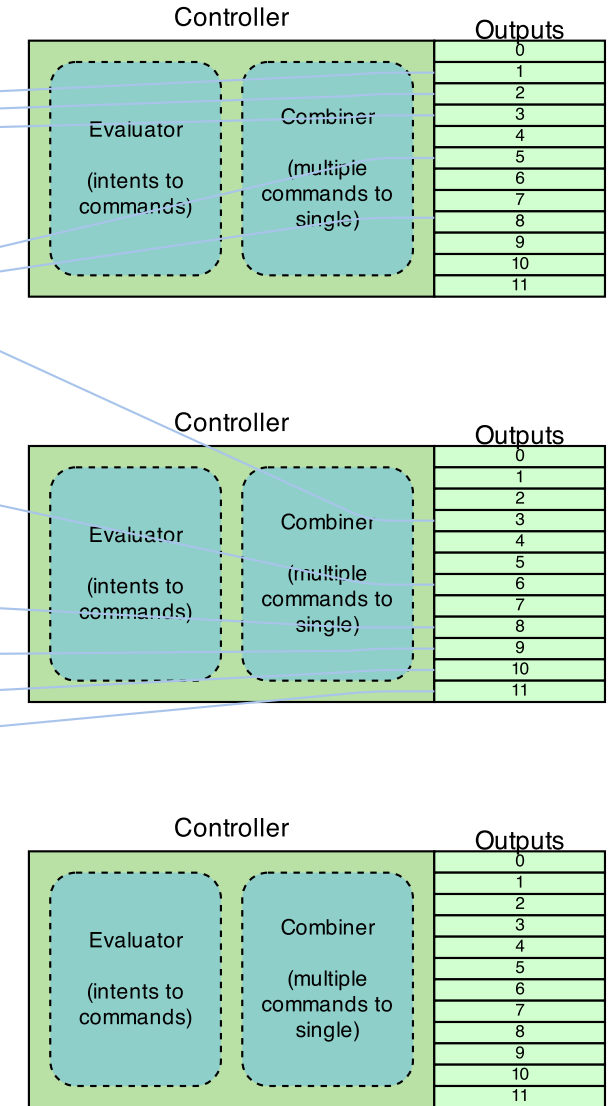 Controller
Outputs
Evaluator
(intents to
commands)
Combiner
(multiple
commands to
single)
0
1
2
3
4
5
6
7
8
9
10
11
Controller
Outputs
Evaluator
(intents to
commands)
Combiner
(multiple
commands to
single)
0
1
2
3
4
5
6
7
8
9
10
11
Controller
Outputs
Evaluator
(intents to
commands)
Combiner
(multiple
commands to
single)
0
1
2
3
4
5
6
7
8
9
10
11